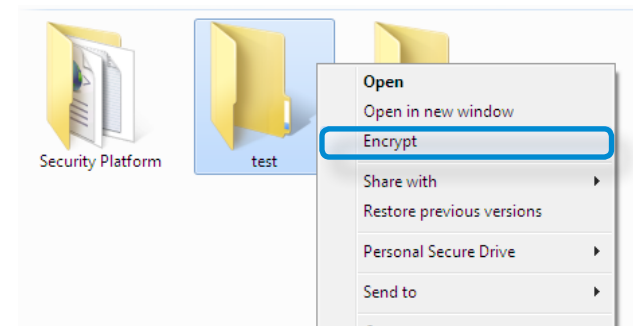 Security Platform
test
Open
Open in new window
Encrypt
Share with
Restore previous versions
Personal Secure Drive
Send to